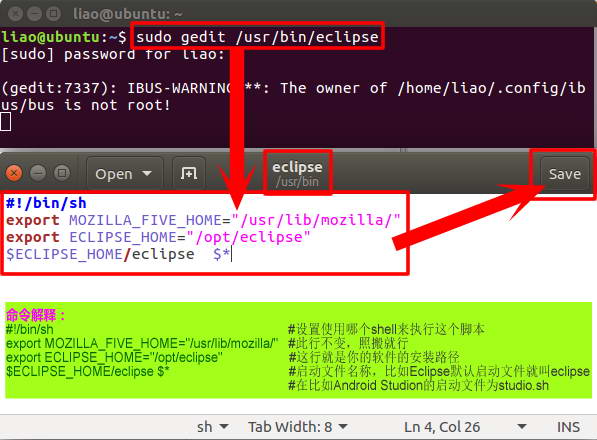 liao@ubuntu: ~
liao@ubuntu:~$ sudo gedit /usr/bin/eclipse
[sudo] password for liao:
(gedit:7337): IBUS-WARNING **: The owner of /home/liao/.config/ib
us/bus is not root!
Open
eclipse
/usr/bin
Save
#!/bin/sh
export MOZILLA_FIVE_HOME="/usr/lib/mozilla/"
export ECLIPSE_HOME="/opt/eclipse"
$ECLIPSE_HOME/eclipse  $*
命令解释：
#!/bin/sh #设置使用哪个shell来执行这个脚本
export MOZILLA_FIVE_HOME="/usr/lib/mozilla/" #此行不变，照搬就行
export ECLIPSE_HOME="/opt/eclipse" #这行就是你的软件的安装路径
$ECLIPSE_HOME/eclipse $* #启动文件名称，比如Eclipse默认启动文件就叫eclipse
#在比如Android Studion的启动文件为studio.sh
sh Tab Width: 8 Ln 4, Col 26 INS